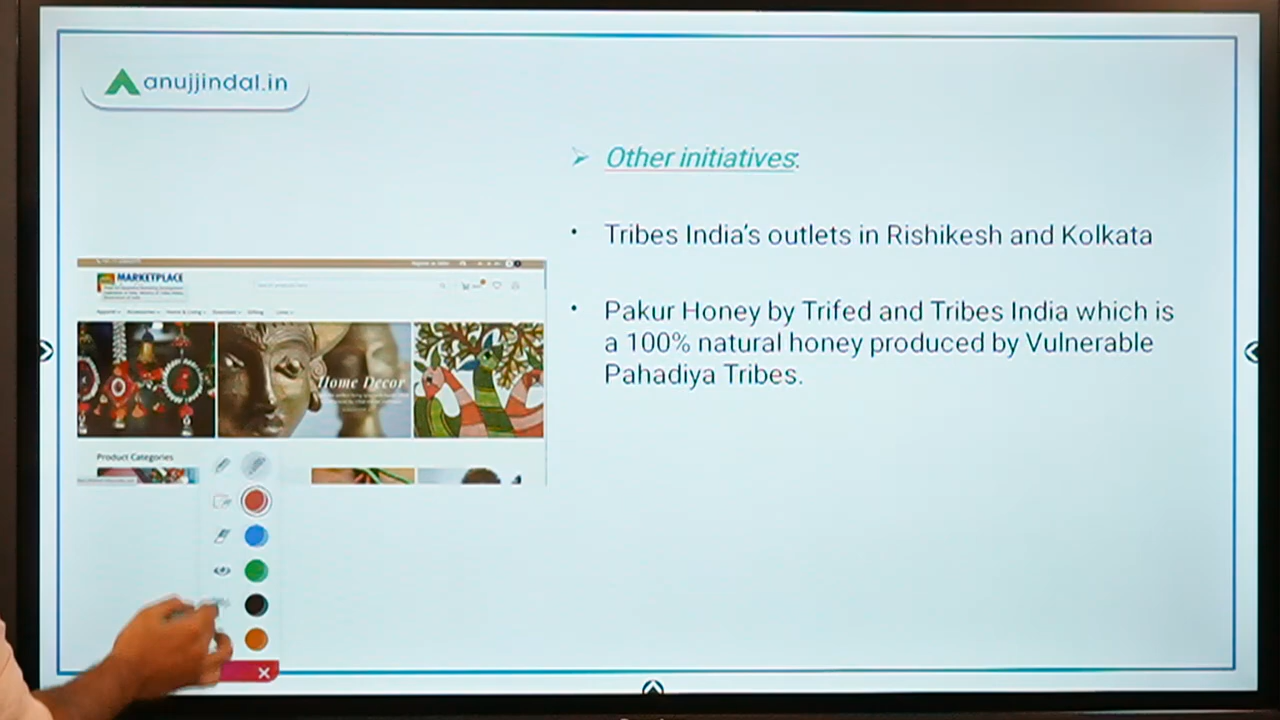 anujjindal.in
Other initiatives:
Tribes India's outlets in Rishikesh and Kolkata
Pakur Honey by Trifed and Tribes India which is
a 100% natural honey produced by Vulnerable
Pahadiya Tribes.
MARKETPLACE
Home Decor
Product Categories